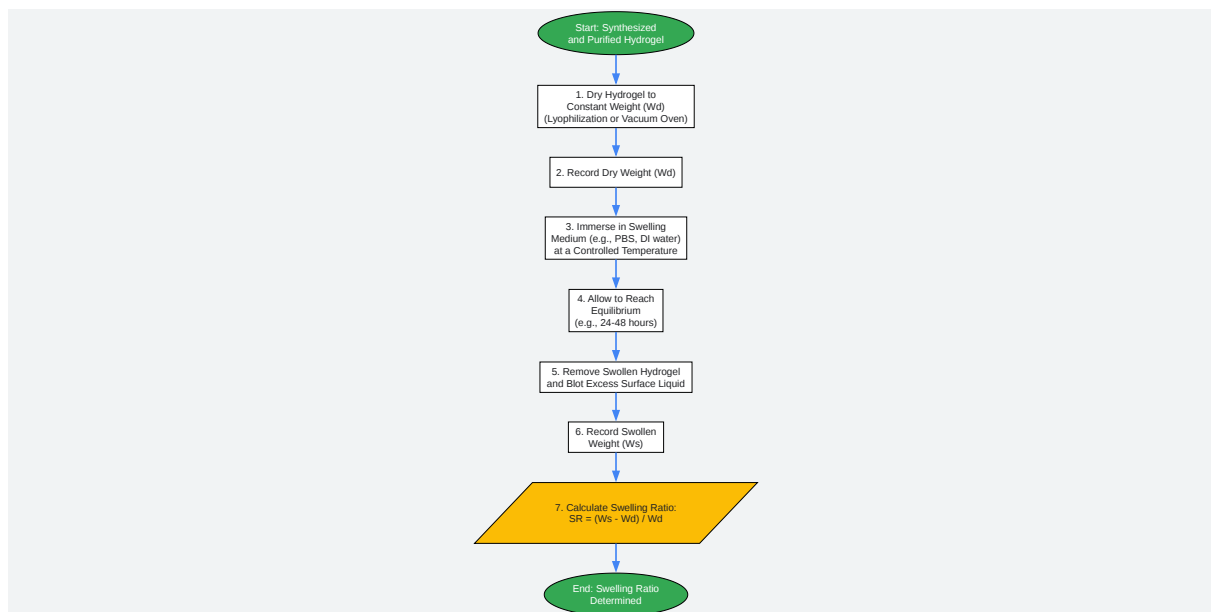 Start: Synthesized
and Purified Hydrogel
1. Dry Hydrogel to
Constant Weight (Wd)
(Lyophilization or Vacuum Oven)
2. Record Dry Weight (Wd)
3. Immerse in Swelling
Medium (e.g., PBS, DI water)
at a Controlled Temperature
4. Allow to Reach
Equilibrium
(e.g., 24-48 hours)
5. Remove Swollen Hydrogel
and Blot Excess Surface Liquid
6. Record Swollen
Weight (Ws)
7. Calculate Swelling Ratio:
SR = (Ws - Wd) / Wd
End: Swelling Ratio
Determined